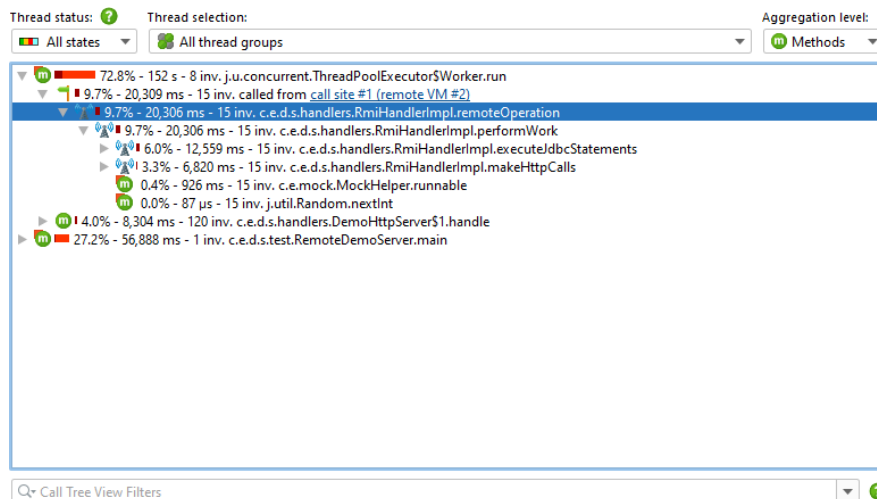 Thread status: Thread selection: Aggregation level:
All states All thread groups Methods
72.8% - 152 s - 8 inv. j.u.concurrent.ThreadPoolExecutor$Worker.run
9.7% - 20,309 ms - 15 inv. called from call site #1 (remote VM #2)
9.7% - 20,306 ms - 15 inv. c.e.d.s.handlers.RmiHandlerImpl.remoteOperation
9.7% - 20,306 ms - 15 inv. c.e.d.s.handlers.RmiHandlerImpl.performWork
6.0% - 12,559 ms - 15 inv. c.e.d.s.handlers.RmiHandlerImpl.executeJdbcStatements
3.3% - 6,820 ms - 15 inv. c.e.d.s.handlers.RmiHandlerImpl.makeHttpCalls
0.4% - 926 ms - 15 inv. c.e.mock.MockHelper.runnable
0.0% - 87 µs - 15 inv. j.util.Random.nextInt
4.0% - 8,304 ms - 120 inv. c.e.d.s.handlers.DemoHttpServer$1.handle
27.2% - 56,888 ms - 1 inv. c.e.d.s.test.RemoteDemoServer.main
Call Tree View Filters